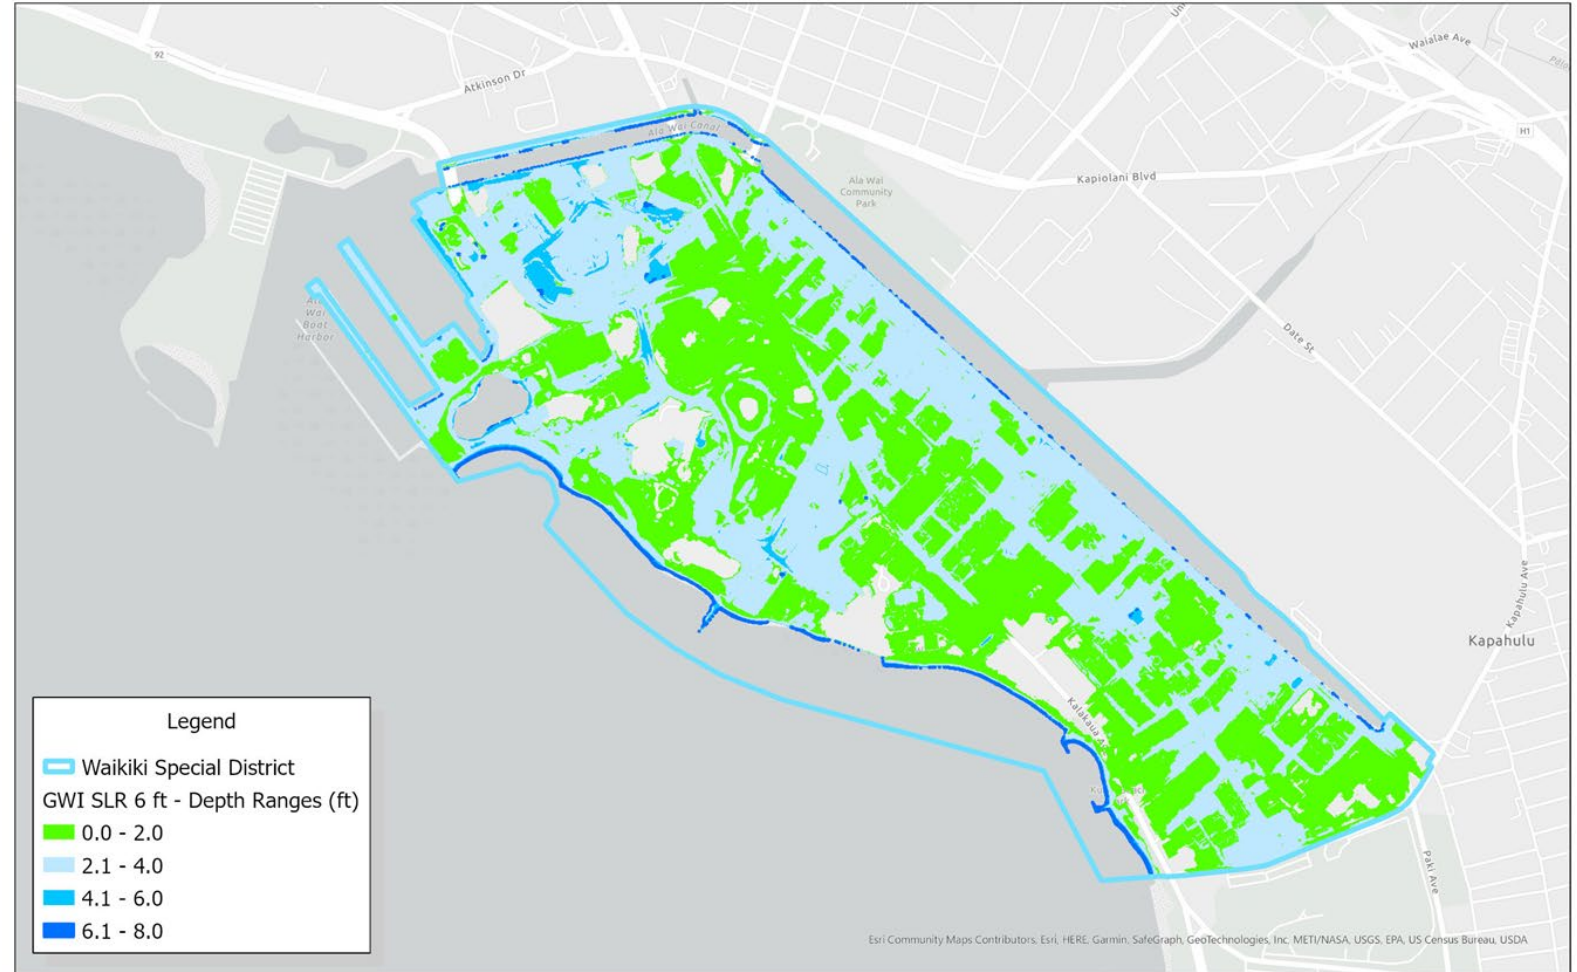 92
Atkinson Dr
Waialae Ave
H1
Ala Wai Canal
Ala Wai
Community
Park
Kapiolani Blvd
Wai
Boat
Harbor
Date St
Kapahulu Ave
Kapahulu
Kalakaua
Paki Ave
Legend
Waikiki Special District
GWI SLR 6 ft - Depth Ranges (ft)
0.0 - 2.0
2.1 - 4.0
4.1 - 6.0
6.1 - 8.0
Esri Community Maps Contributors, Esri, HERE, Garmin, SafeGraph, GeoTechnologies, Inc, METI/NASA, USGS, EPA, US Census Bureau, USDA